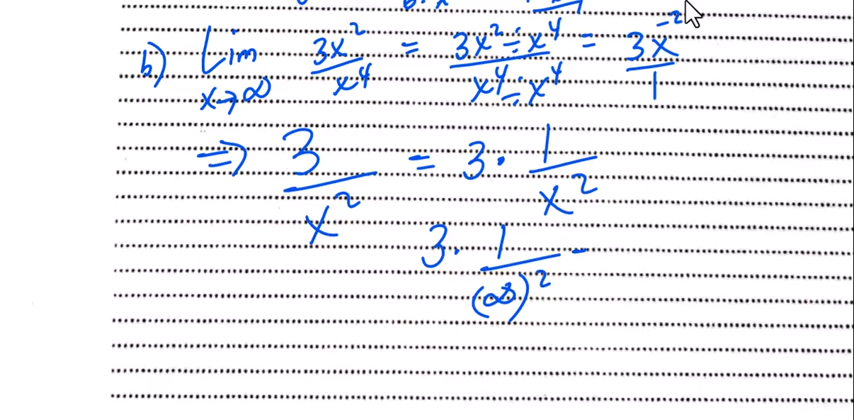 b) Lim x→∞ 3x²/x⁴ = 3x² ÷ x⁴ / x⁴ ÷ x⁴ = 3x⁻²/1
⇒ 3/x² = 3 · 1/x²
3 · 1/(∞)² =